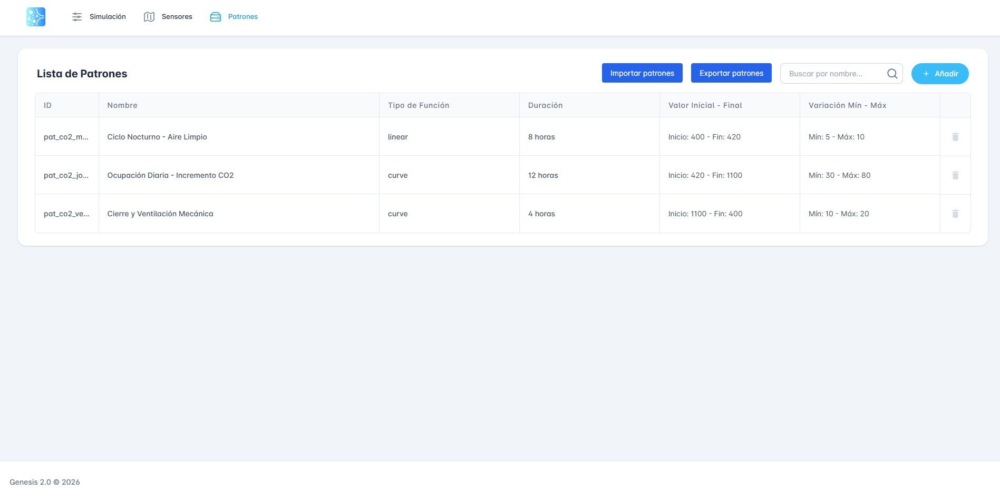 Simulación Sensores Patrones
Lista de Patrones
Importar patrones Exportar patrones Buscar por nombre... + Añadir
ID Nombre Tipo de Función Duración Valor Inicial - Final Variación Mín - Máx
pat_co2_m... Ciclo Nocturno - Aire Limpio linear 8 horas Inicio: 400 - Fin: 420 Mín: 5 - Máx: 10
pat_co2_jo... Ocupación Diaria - Incremento CO2 curve 12 horas Inicio: 420 - Fin: 1100 Mín: 30 - Máx: 80
pat_co2_ve... Cierre y Ventilación Mecánica curve 4 horas Inicio: 1100 - Fin: 400 Mín: 10 - Máx: 20
Genesis 2.0 © 2026